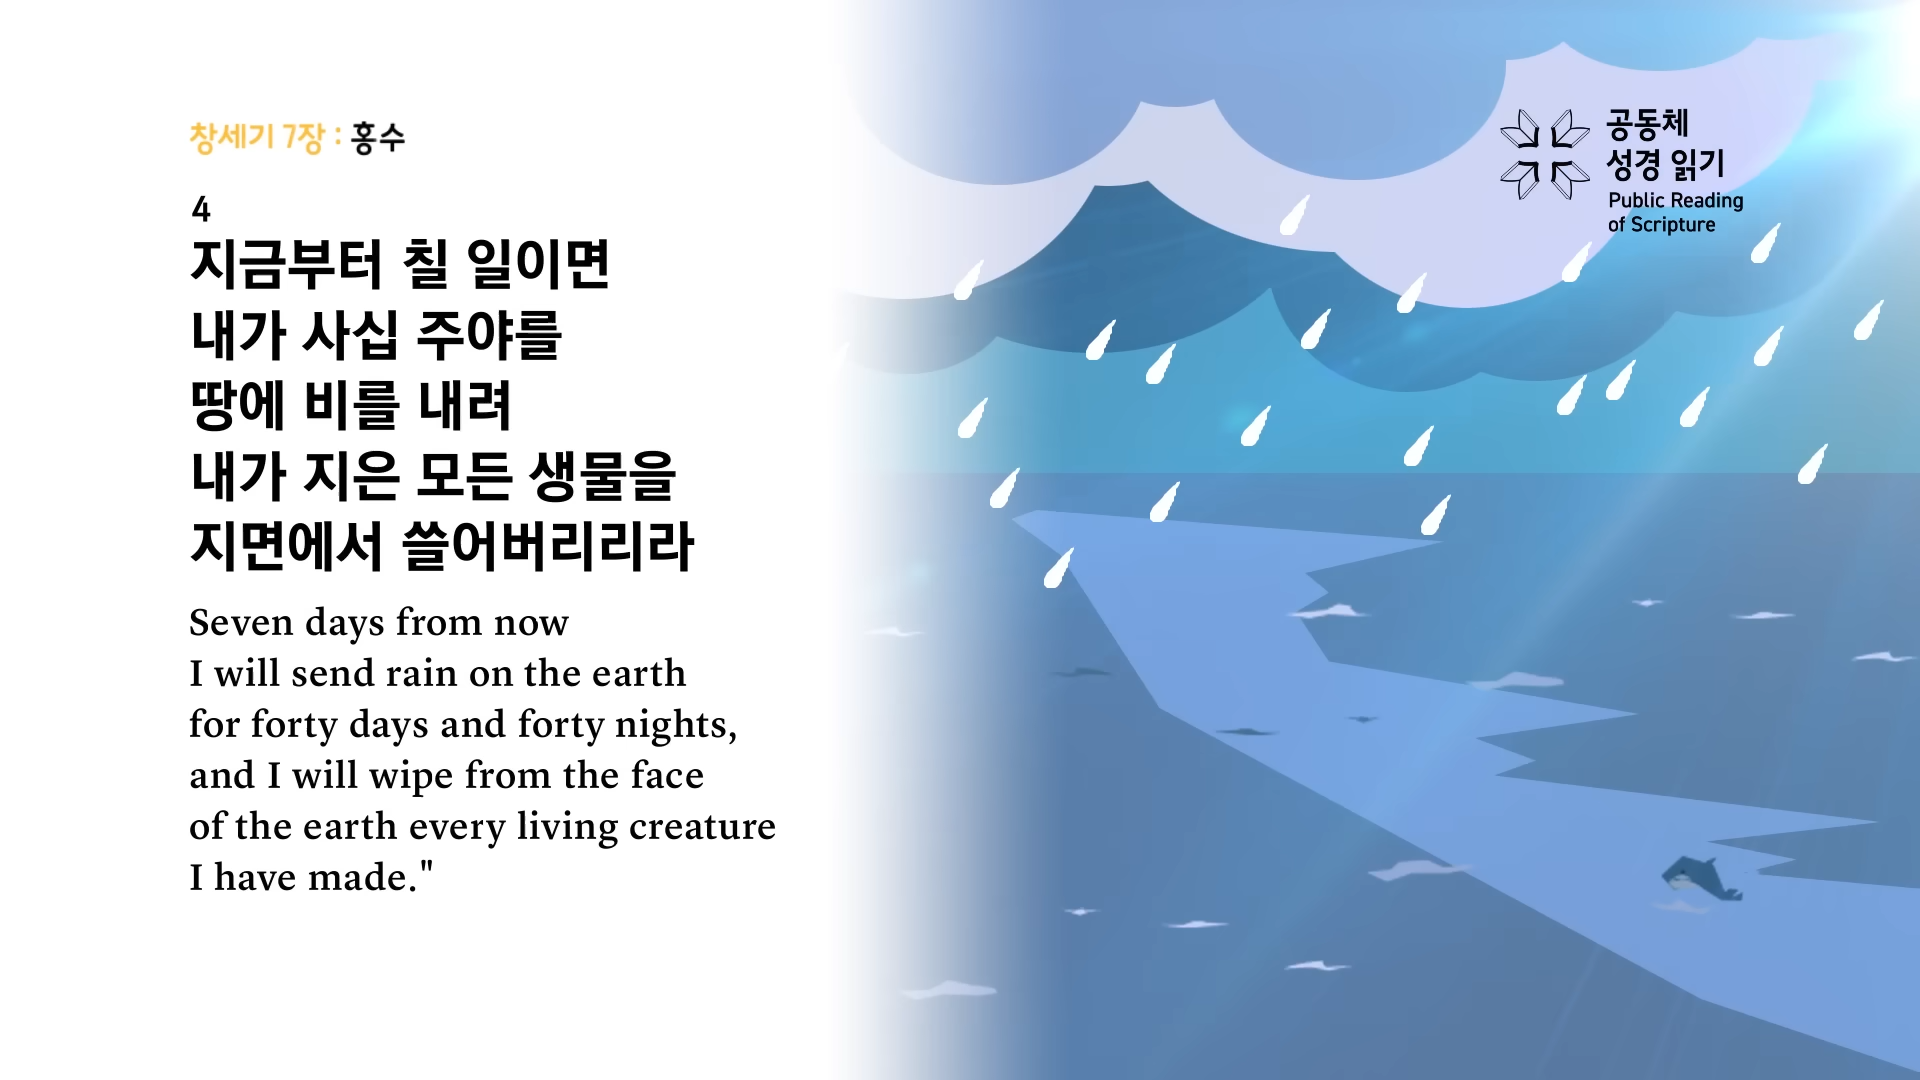 창세기 7장 : 홍수
4
지금부터 칠 일이면
내가 사십 주야를
땅에 비를 내려
내가 지은 모든 생물을
지면에서 쓸어버리리라
Seven days from now
I will send rain on the earth
for forty days and forty nights,
and I will wipe from the face
of the earth every living creature
I have made."
공동체
성경 읽기
Public Reading
of Scripture